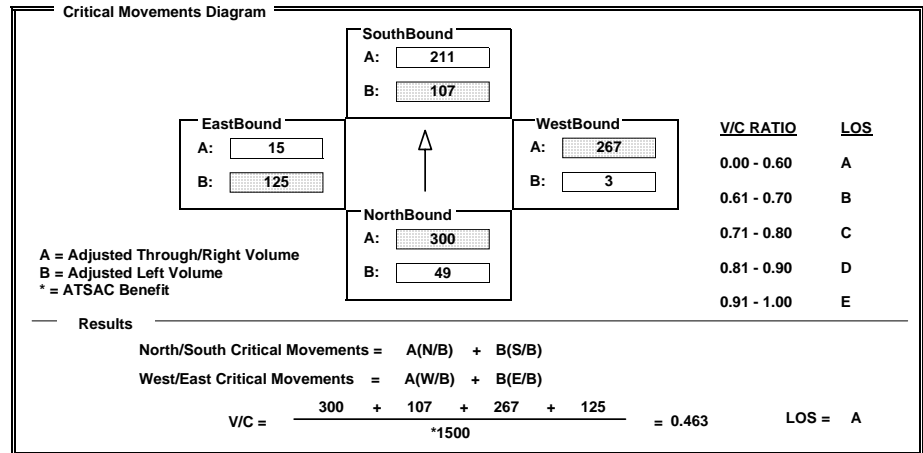 Critical Movements Diagram
SouthBound
A: 211
B: 107
EastBound
A: 15
B: 125
WestBound
A: 267
B: 3
NorthBound
A: 300
B: 49
V/C RATIO LOS
0.00 - 0.60 A
0.61 - 0.70 B
0.71 - 0.80 C
0.81 - 0.90 D
0.91 - 1.00 E
A = Adjusted Through/Right Volume
B = Adjusted Left Volume
* = ATSAC Benefit
Results
North/South Critical Movements = A(N/B) + B(S/B)
West/East Critical Movements = A(W/B) + B(E/B)
V/C = 300 + 107 + 267 + 125 = 0.463 LOS = A
*1500